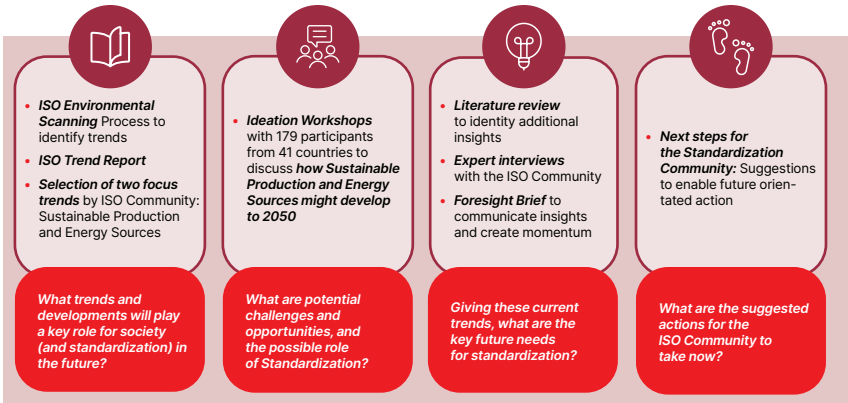 • ISO Environmental
Scanning Process to
identify trends
• ISO Trend Report
• Selection of two focus
trends by ISO Community:
Sustainable Production
and Energy Sources
What trends and
developments will play
a key role for society
(and standardization) in
the future?
• Ideation Workshops
with 179 participants
from 41 countries to
discuss how Sustainable
Production and Energy
Sources might develop
to 2050
What are potential
challenges and
opportunities, and
the possible role
of Standardization?
• Literature review
to identity additional
insights
• Expert interviews
with the ISO Community
• Foresight Brief to
communicate insights
and create momentum
Giving these current
trends, what are the
key future needs
for standardization?
• Next steps for
the Standardization
Community: Suggestions
to enable future orien-
tated action
What are the suggested
actions for the
ISO Community to
take now?